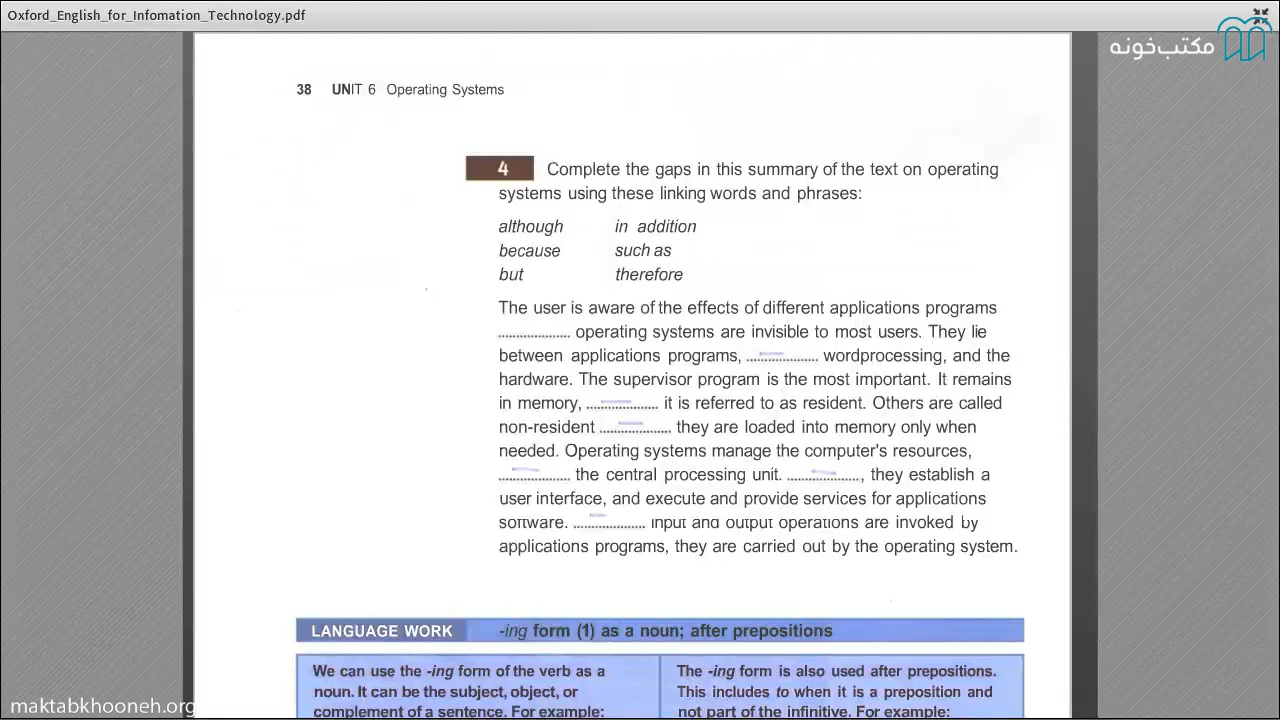 Oxford_English_for_Infomation_Technology.pdf
مکتب‌خونه
38 UNIT 6 Operating Systems
4 Complete the gaps in this summary of the text on operating
systems using these linking words and phrases:
although in addition
because such as
but therefore
The user is aware of the effects of different applications programs
.................... operating systems are invisible to most users. They lie
between applications programs, .................... wordprocessing, and the
hardware. The supervisor program is the most important. It remains
in memory, .................... it is referred to as resident. Others are called
non-resident .................... they are loaded into memory only when
needed. Operating systems manage the computer's resources,
.................... the central processing unit. ...................., they establish a
user interface, and execute and provide services for applications
software. .................... input and output operations are invoked by
applications programs, they are carried out by the operating system.
LANGUAGE WORK -ing form (1) as a noun; after prepositions
We can use the -ing form of the verb as a
noun. It can be the subject, object, or
complement of a sentence. For example:
The -ing form is also used after prepositions.
This includes to when it is a preposition and
not part of the infinitive. For example:
maktabkhooneh.org